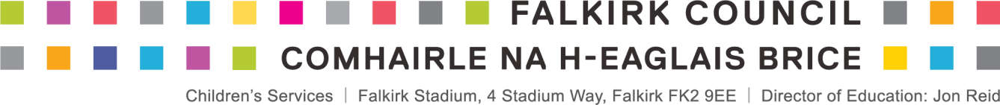 FALKIRK COUNCIL
COMHAIRLE NA H-EAGLAIS BRICE
Children's Services | Falkirk Stadium, 4 Stadium Way, Falkirk FK2 9EE | Director of Education: Jon Reid